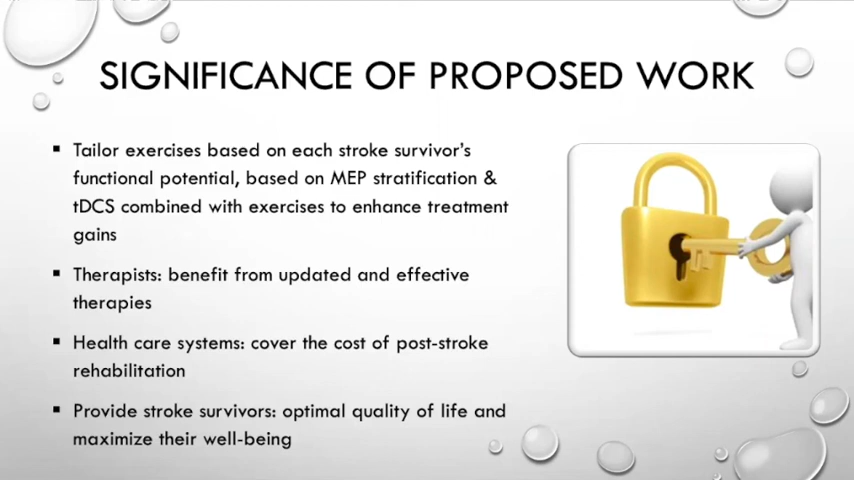 SIGNIFICANCE OF PROPOSED WORK
▪ Tailor exercises based on each stroke survivor's
functional potential, based on MEP stratification &
tDCS combined with exercises to enhance treatment
gains
▪ Therapists: benefit from updated and effective
therapies
▪ Health care systems: cover the cost of post-stroke
rehabilitation
▪ Provide stroke survivors: optimal quality of life and
maximize their well-being